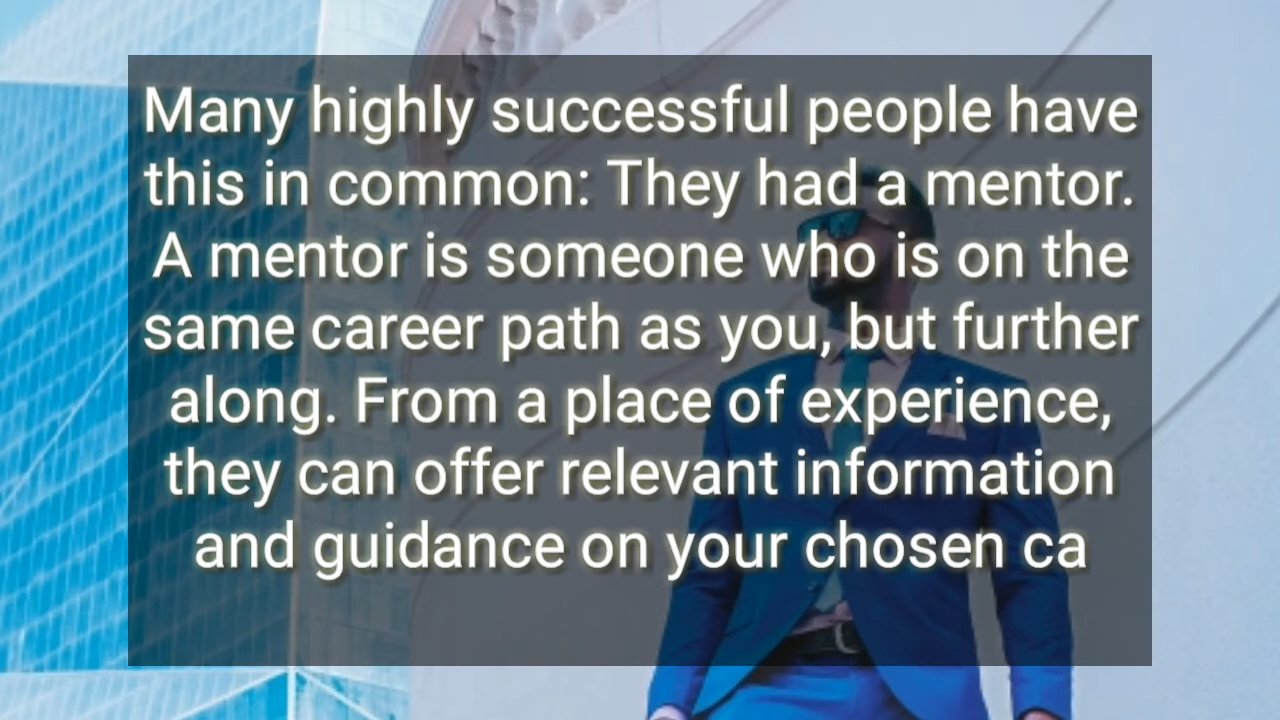 Many highly successful people have
this in common: They had a mentor.
A mentor is someone who is on the
same career path as you, but further
along. From a place of experience,
they can offer relevant information
and guidance on your chosen ca